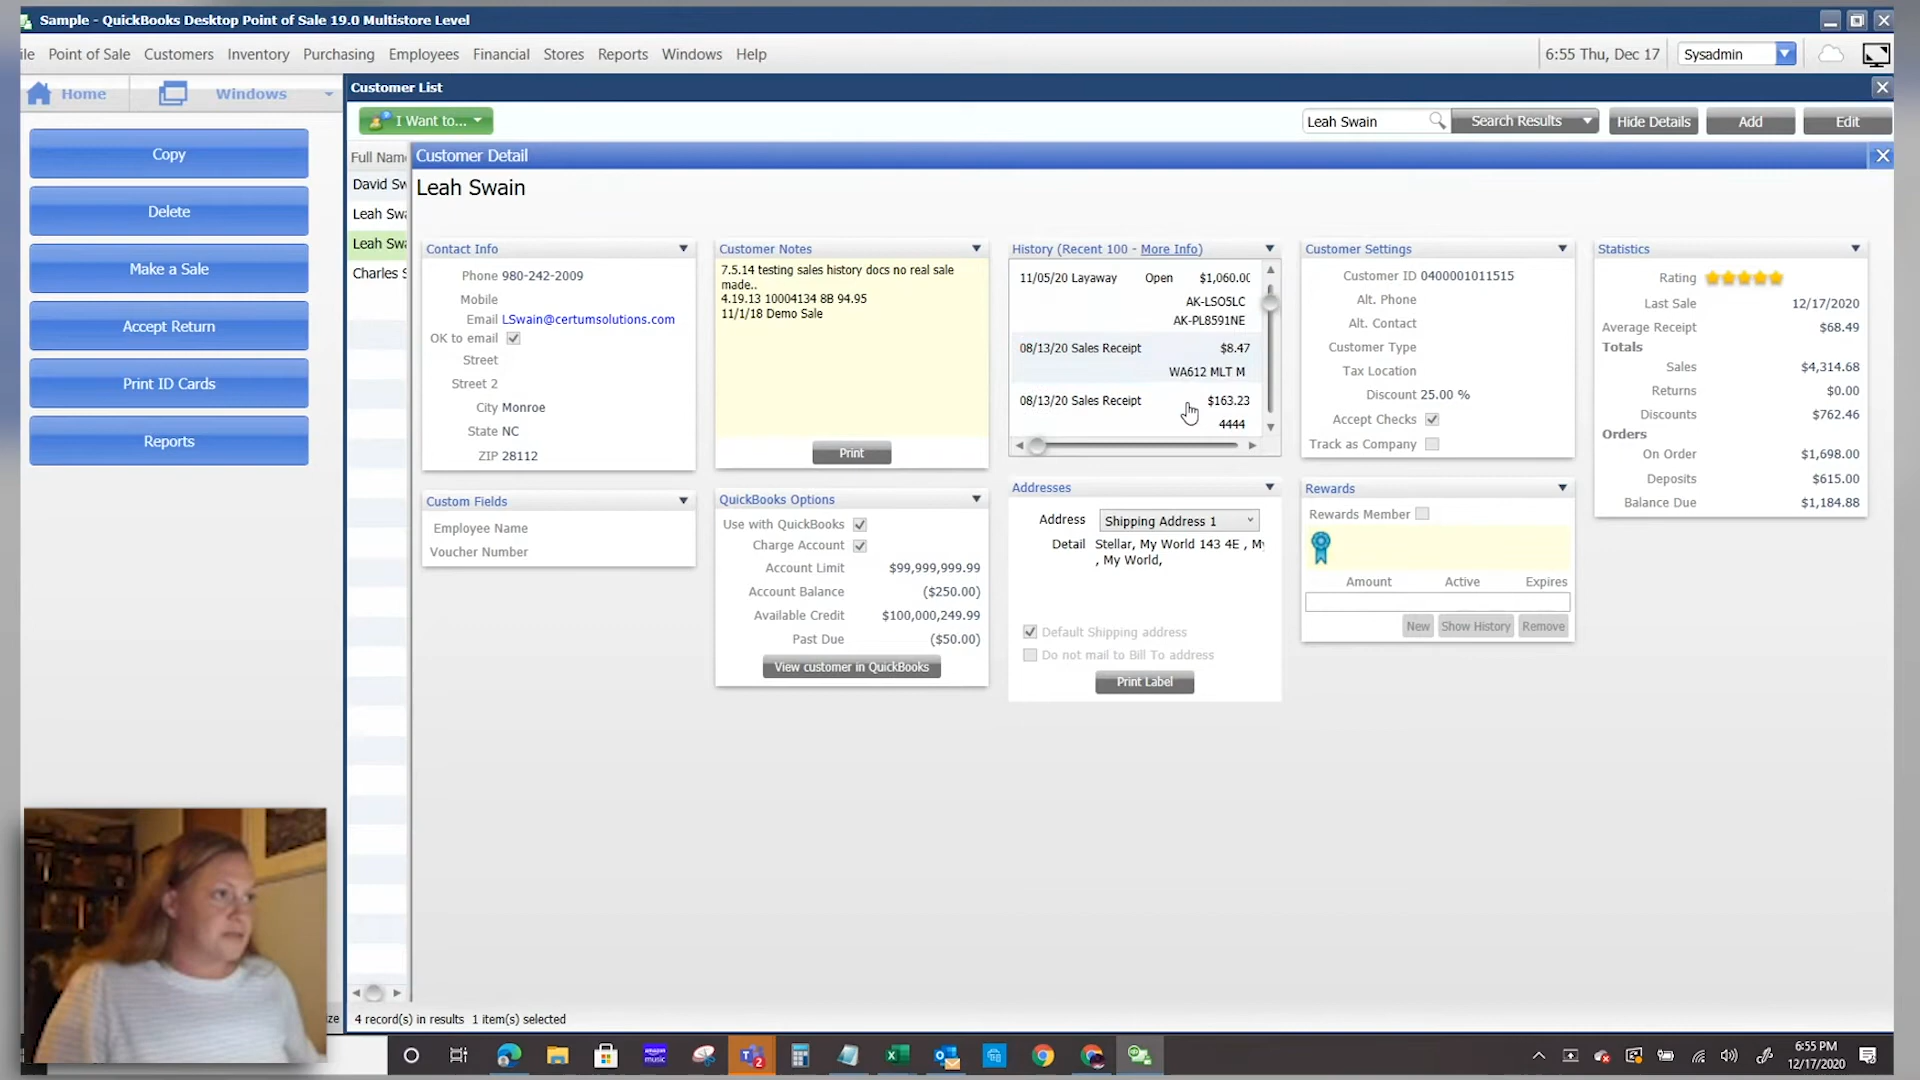 Sample - QuickBooks Desktop Point of Sale 19.0 Multistore Level
ile Point of Sale Customers Inventory Purchasing Employees Financial Stores Reports Windows Help
6:55 Thu, Dec 17 Sysadmin
Home Windows
Copy
Delete
Make a Sale
Accept Return
Print ID Cards
Reports
Customer List
I Want to...
Leah Swain Search Results Hide Details Add Edit
Full Name
David Sw
Leah Swa
Leah Swa
Charles S
Customer Detail
Leah Swain
Contact Info
Phone 980-242-2009
Mobile
Email LSwain@certumsolutions.com
OK to email
Street
Street 2
City Monroe
State NC
ZIP 28112
Custom Fields
Employee Name
Voucher Number
Customer Notes
7.5.14 testing sales history docs no real sale
made..
4.19.13 10004134 8B 94.95
11/1/18 Demo Sale
Print
QuickBooks Options
Use with QuickBooks
Charge Account
Account Limit $99,999,999.99
Account Balance ($250.00)
Available Credit $100,000,249.99
Past Due ($50.00)
View customer in QuickBooks
History (Recent 100 - More Info)
11/05/20 Layaway Open $1,060.00
AK-LSO5LC
AK-PL8591NE
08/13/20 Sales Receipt $8.47
WA612 MLT M
08/13/20 Sales Receipt $163.23
4444
Addresses
Address Shipping Address 1
Detail Stellar, My World 143 4E , My
, My World,
Default Shipping address
Do not mail to Bill To address
Print Label
Customer Settings
Customer ID 0400001011515
Alt. Phone
Alt. Contact
Customer Type
Tax Location
Discount 25.00 %
Accept Checks
Track as Company
Rewards
Rewards Member
Amount Active Expires
New Show History Remove
Statistics
Rating
Last Sale 12/17/2020
Average Receipt $68.49
Totals
Sales $4,314.68
Returns $0.00
Discounts $762.46
Orders
On Order $1,698.00
Deposits $615.00
Balance Due $1,184.88
ze 4 record(s) in results 1 item(s) selected
amazon
music
2
6:55 PM
12/17/2020